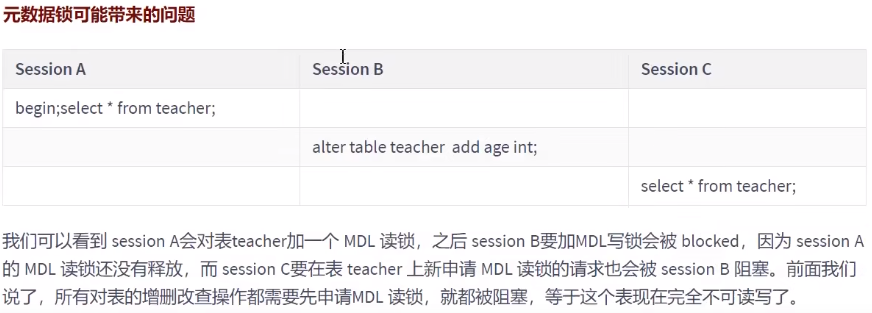 元数据锁可能带来的问题
Session A Session B Session C
begin;select * from teacher;
alter table teacher  add age int;
select * from teacher;
我们可以看到 session A会对表teacher加一个 MDL 读锁，之后 session B要加MDL写锁会被 blocked，因为 session A
的 MDL 读锁还没有释放，而 session C要在表 teacher 上新申请 MDL 读锁的请求也会被 session B 阻塞。前面我们
说了，所有对表的增删改查操作都需要先申请MDL 读锁，就都被阻塞，等于这个表现在完全不可读写了。